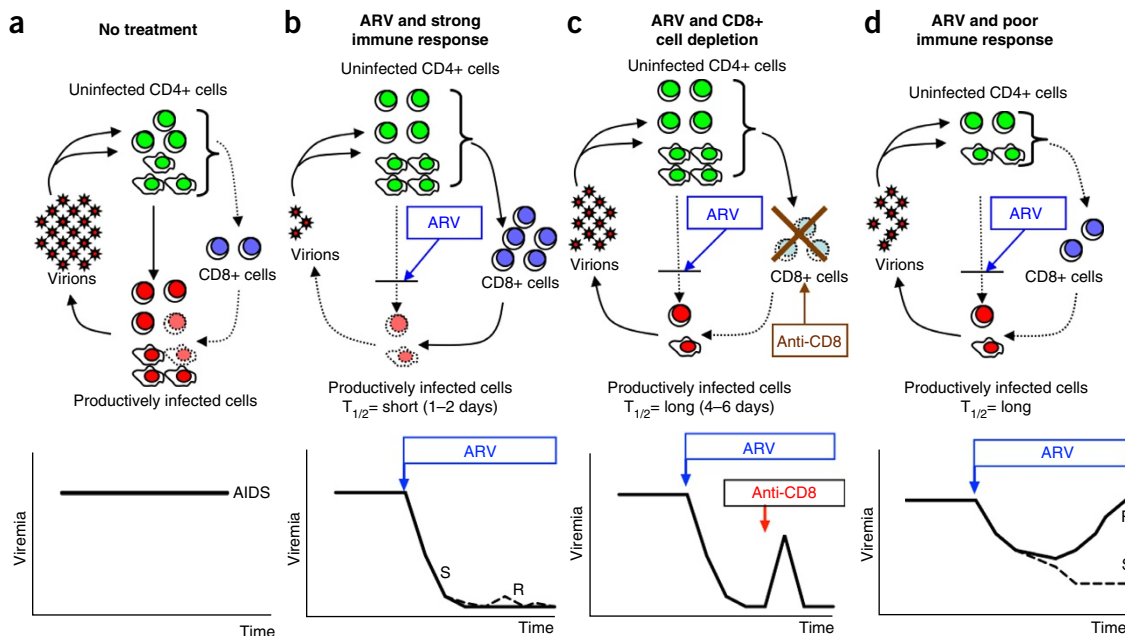 a
No treatment
Uninfected CD4+ cells
Virions
CD8+ cells
Productively infected cells
Viremia
AIDS
Time
b
ARV and strong
immune response
Uninfected CD4+ cells
ARV
Virions
CD8+ cells
Productively infected cells
T1/2= short (1–2 days)
ARV
Viremia
S
R
Time
c
ARV and CD8+
cell depletion
Uninfected CD4+ cells
ARV
Virions
CD8+ cells
Anti-CD8
Productively infected cells
T1/2= long (4–6 days)
ARV
Anti-CD8
Viremia
Time
d
ARV and poor
immune response
Uninfected CD4+ cells
ARV
Virions
CD8+ cells
Productively infected cells
T1/2= long
ARV
Viremia
Time